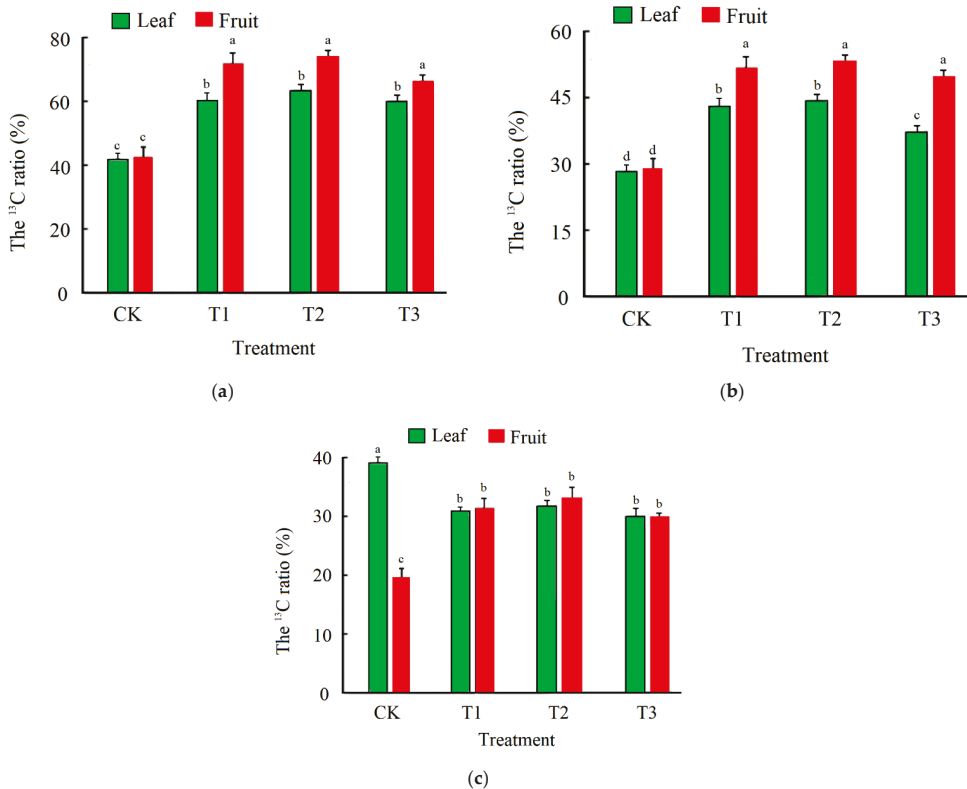 Leaf Fruit
80
60
40
20
0
The ¹³C ratio (%)
c c b a b a b a
CK T1 T2 T3
Treatment
(a)
Leaf Fruit
60
45
30
15
0
The ¹³C ratio (%)
d d b a b a c a
CK T1 T2 T3
Treatment
(b)
Leaf Fruit
40
30
20
10
0
The ¹³C ratio (%)
a c b b b b b b
CK T1 T2 T3
Treatment
(c)